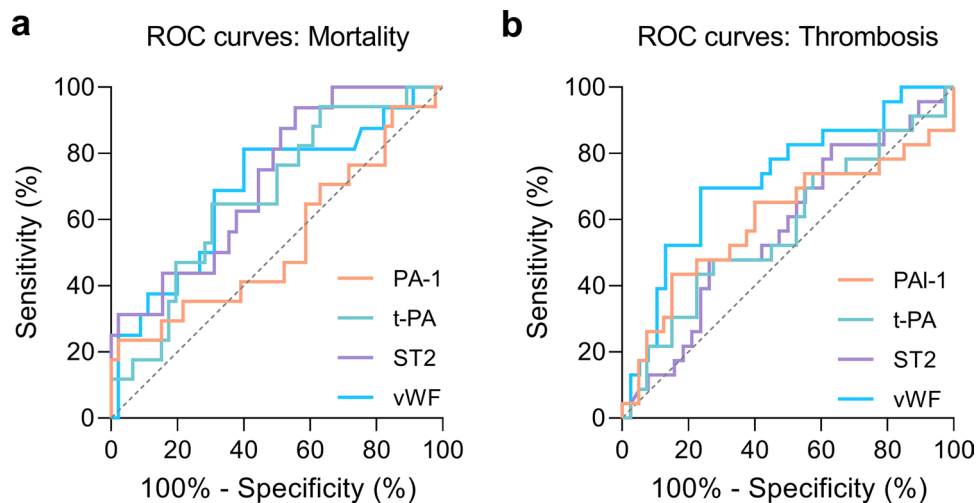 a
ROC curves: Mortality
Sensitivity (%)
100
80
60
40
20
0
PA-1
t-PA
ST2
vWF
0 20 40 60 80 100
100% - Specificity (%)
b
ROC curves: Thrombosis
Sensitivity (%)
100
80
60
40
20
0
PAI-1
t-PA
ST2
vWF
0 20 40 60 80 100
100% - Specificity (%)